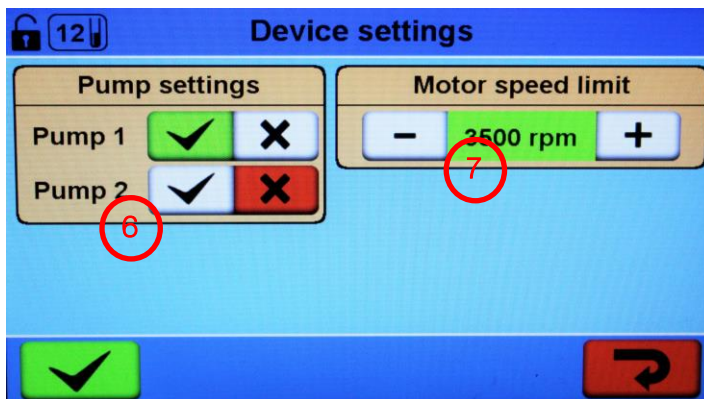 12
Device settings
Pump settings
Pump 1
Pump 2
6
Motor speed limit
- 3500 rpm +
7